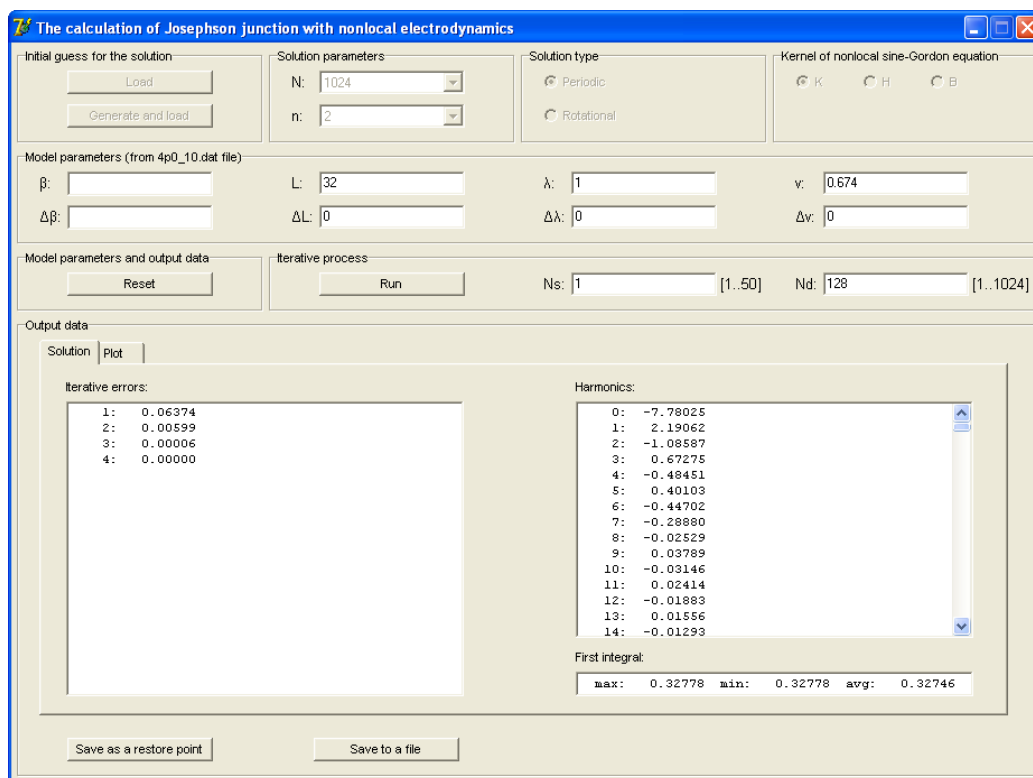 The calculation of Josephson junction with nonlocal electrodynamics
Initial guess for the solution
Load
Generate and load
Solution parameters
N: 1024
n: 2
Solution type
Periodic
Rotational
Kernel of nonlocal sine-Gordon equation
K H B
Model parameters (from 4p0_10.dat file)
β: L: 32 λ: 1 v: 0.674
Δβ: ΔL: 0 Δλ: 0 Δv: 0
Model parameters and output data
Reset
Iterative process
Run Ns: 1 [1..50] Nd: 128 [1..1024]
Output data
Solution Plot
Iterative errors:
1: 0.06374
2: 0.00599
3: 0.00006
4: 0.00000
Harmonics:
0: -7.78025
1: 2.19062
2: -1.08587
3: 0.67275
4: -0.48451
5: 0.40103
6: -0.44702
7: -0.28880
8: -0.02529
9: 0.03789
10: -0.03146
11: 0.02414
12: -0.01883
13: 0.01556
14: -0.01293
First integral:
max: 0.32778 min: 0.32778 avg: 0.32746
Save as a restore point Save to a file